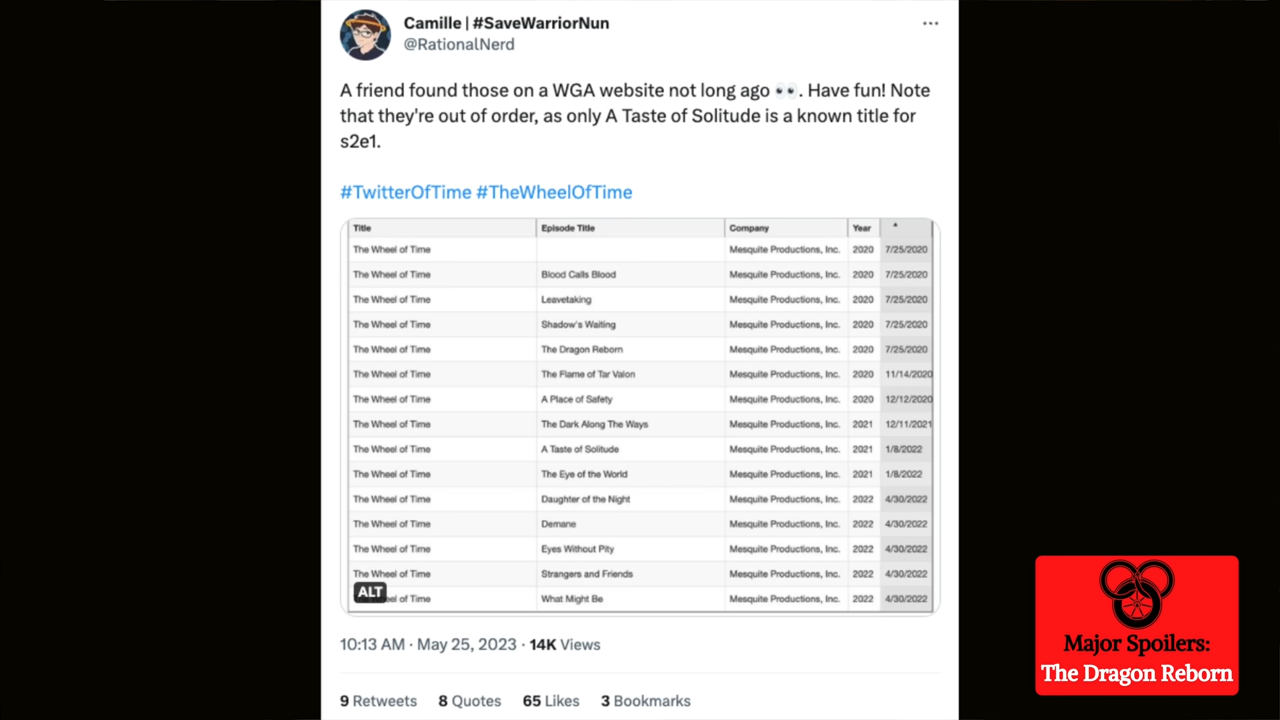 Camille | #SaveWarriorNun
@RationalNerd
A friend found those on a WGA website not long ago 👀. Have fun! Note
that they're out of order, as only A Taste of Solitude is a known title for
s2e1.
#TwitterOfTime #TheWheelOfTime
Title Episode Title Company Year
The Wheel of Time Mesquite Productions, Inc. 2020 7/25/2020
The Wheel of Time Blood Calls Blood Mesquite Productions, Inc. 2020 7/25/2020
The Wheel of Time Leavetaking Mesquite Productions, Inc. 2020 7/25/2020
The Wheel of Time Shadow's Waiting Mesquite Productions, Inc. 2020 7/25/2020
The Wheel of Time The Dragon Reborn Mesquite Productions, Inc. 2020 7/25/2020
The Wheel of Time The Flame of Tar Valon Mesquite Productions, Inc. 2020 11/14/2020
The Wheel of Time A Place of Safety Mesquite Productions, Inc. 2020 12/12/2020
The Wheel of Time The Dark Along The Ways Mesquite Productions, Inc. 2021 12/11/2021
The Wheel of Time A Taste of Solitude Mesquite Productions, Inc. 2021 1/8/2022
The Wheel of Time The Eye of the World Mesquite Productions, Inc. 2021 1/8/2022
The Wheel of Time Daughter of the Night Mesquite Productions, Inc. 2022 4/30/2022
The Wheel of Time Demane Mesquite Productions, Inc. 2022 4/30/2022
The Wheel of Time Eyes Without Pity Mesquite Productions, Inc. 2022 4/30/2022
The Wheel of Time Strangers and Friends Mesquite Productions, Inc. 2022 4/30/2022
ALT of Time What Might Be Mesquite Productions, Inc. 2022 4/30/2022
10:13 AM · May 25, 2023 · 14K Views
9 Retweets 8 Quotes 65 Likes 3 Bookmarks
Major Spoilers:
The Dragon Reborn